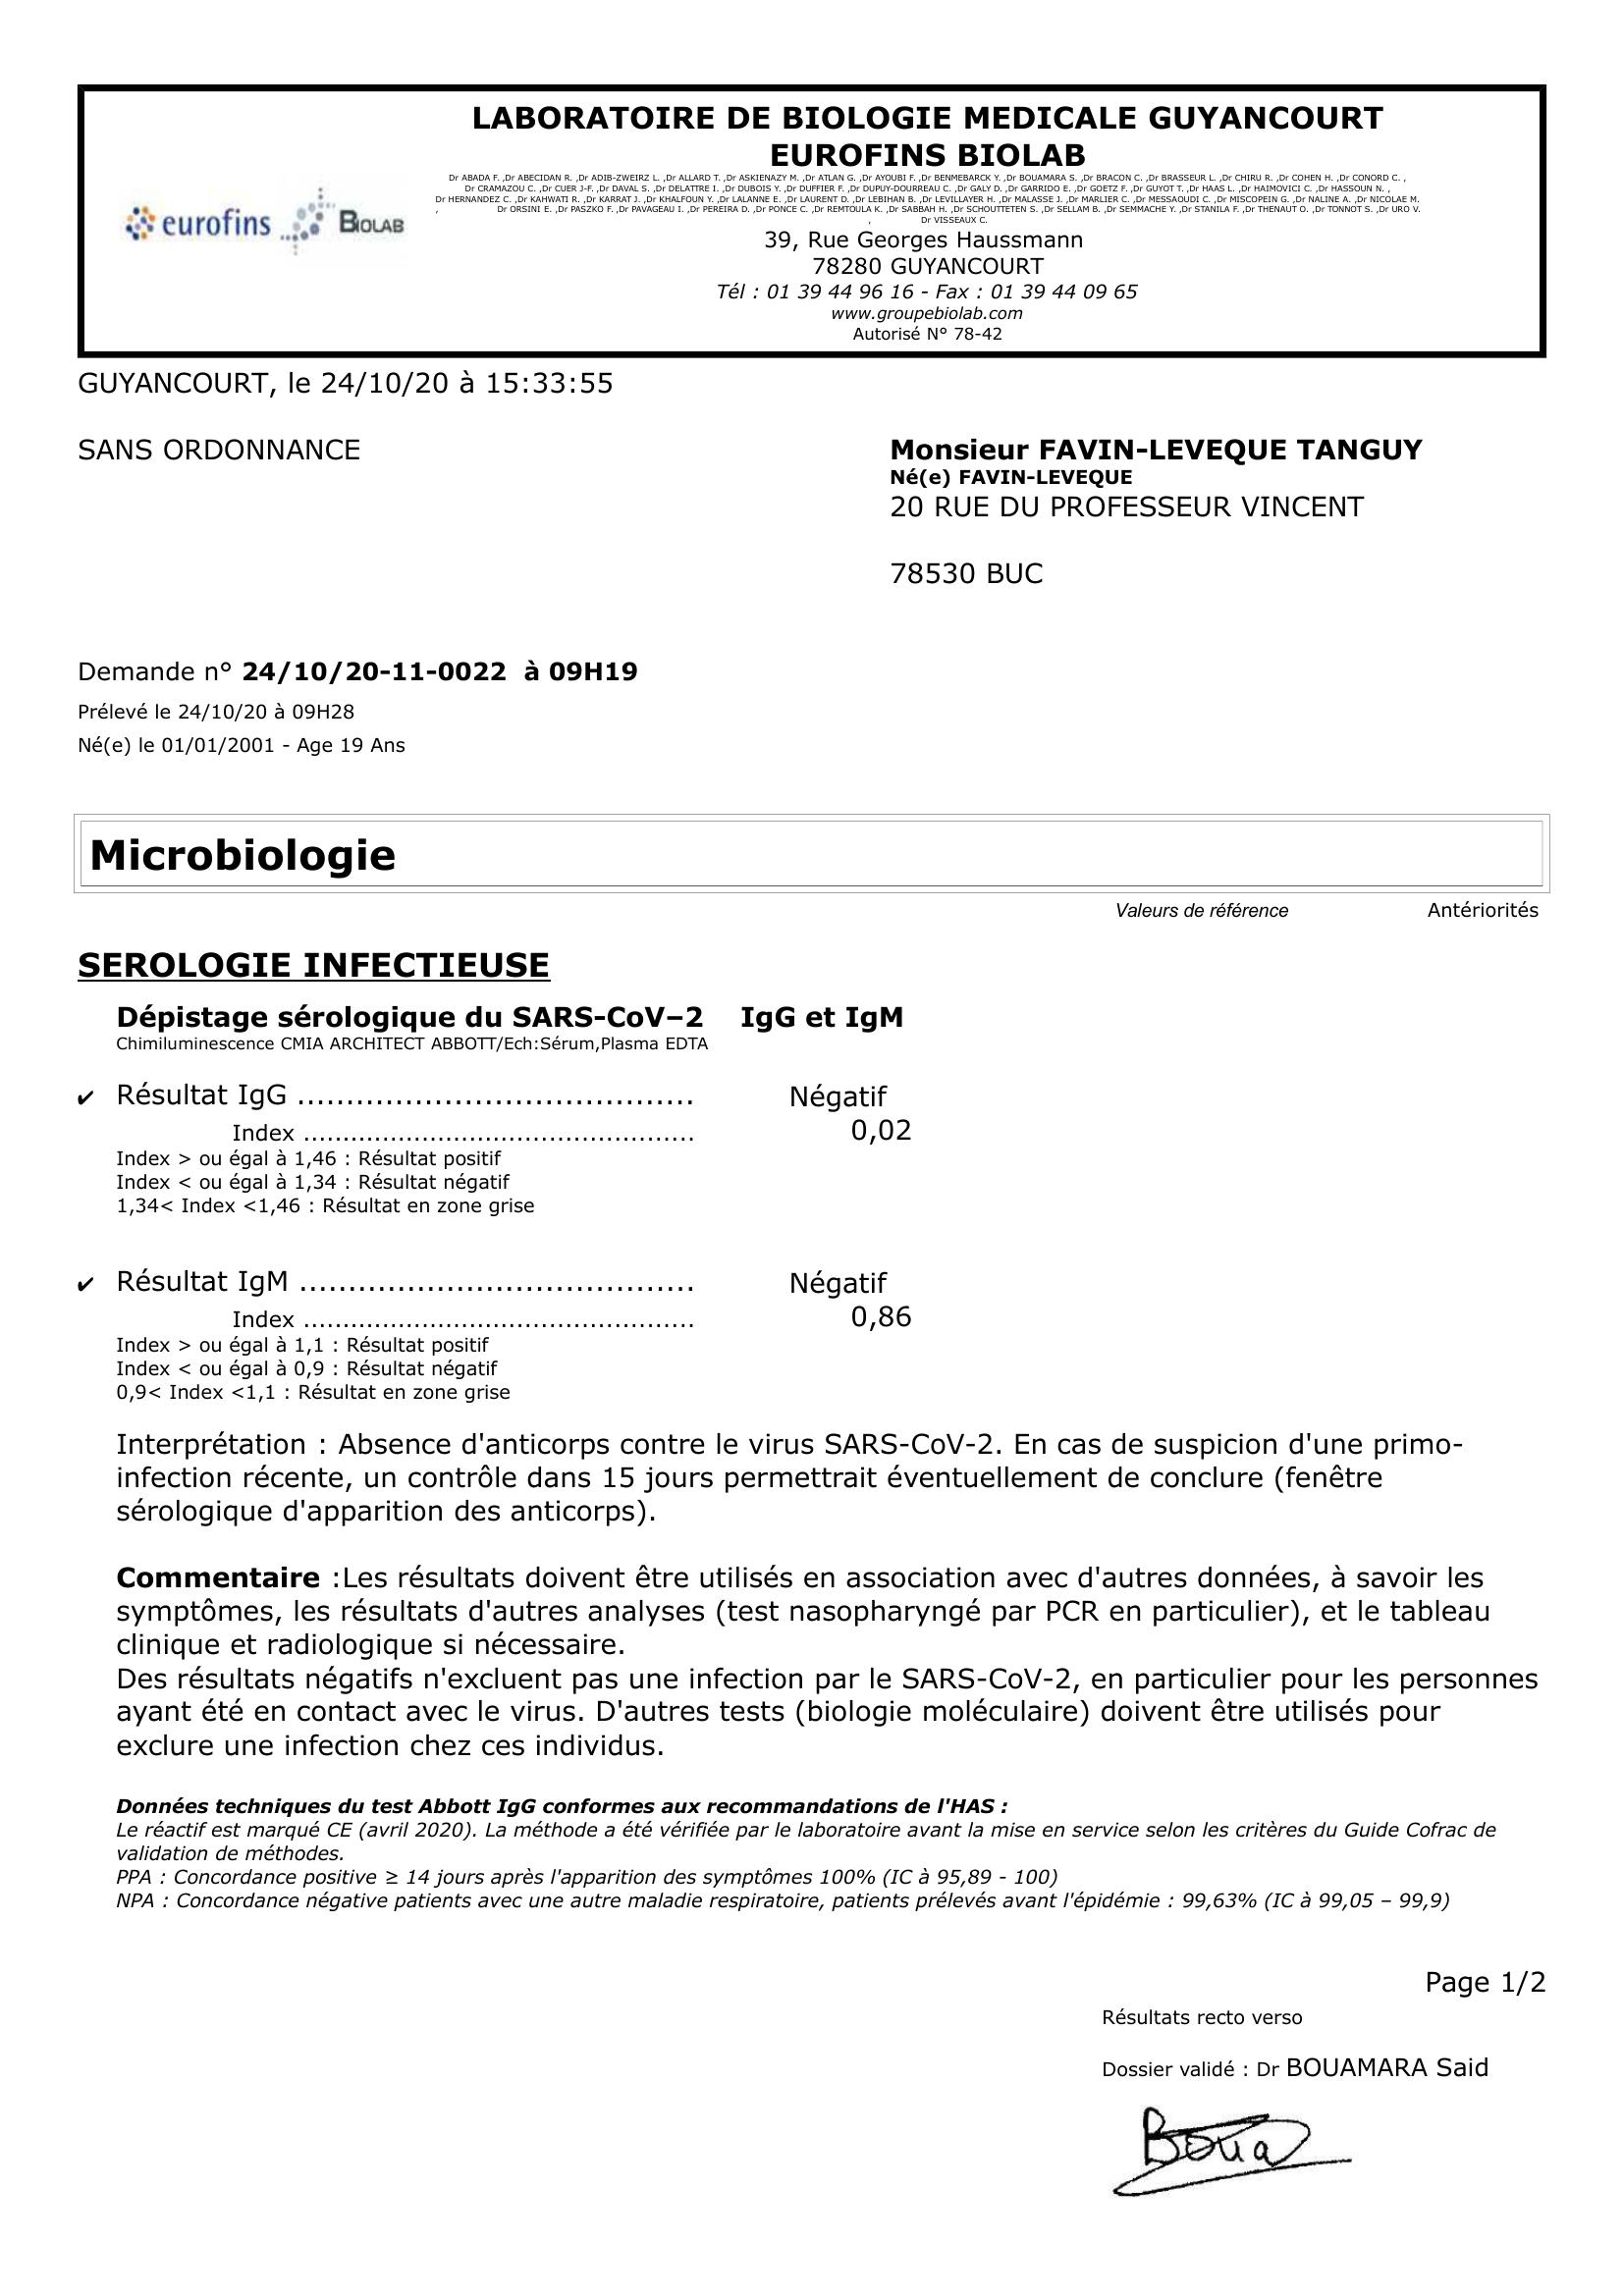 eurofins BIOLAB
LABORATOIRE DE BIOLOGIE MEDICALE GUYANCOURT
EUROFINS BIOLAB
Dr ABADA F. ,Dr ABECIDAN R. ,Dr ADIB-ZWEIRZ L. ,Dr ALLARD T. ,Dr ASKIENAZY M. ,Dr ATLAN G. ,Dr AYOUBI F. ,Dr BENMEBARCK Y. ,Dr BOUAMARA S. ,Dr BRACON C. ,Dr BRASSEUR L. ,Dr CHIRU R. ,Dr COHEN H. ,Dr CONORD C. ,
Dr CRAMAZOU C. ,Dr CUER J-F. ,Dr DAVAL S. ,Dr DELATTRE I. ,Dr DUBOIS Y. ,Dr DUFFIER F. ,Dr DUPUY-DOURREAU C. ,Dr GALY D. ,Dr GARRIDO E. ,Dr GOETZ F. ,Dr GUYOT T. ,Dr HAAS L. ,Dr HAIMOVICI C. ,Dr HASSOUN N. ,
Dr HERNANDEZ C. ,Dr KAHWATI R. ,Dr KARRAT J. ,Dr KHALFOUN Y. ,Dr LALANNE E. ,Dr LAURENT D. ,Dr LEBIHAN B. ,Dr LEVILLAYER H. ,Dr MALASSE J. ,Dr MARLIER C. ,Dr MESSAOUDI C. ,Dr MISCOPEIN G. ,Dr NALINE A. ,Dr NICOLAE M.
, Dr ORSINI E. ,Dr PASZKO F. ,Dr PAVAGEAU I. ,Dr PEREIRA D. ,Dr PONCE C. ,Dr REMTOULA K. ,Dr SABBAH H. ,Dr SCHOUTTETEN S. ,Dr SELLAM B. ,Dr SEMMACHE Y. ,Dr STANILA F. ,Dr THENAUT O. ,Dr TONNOT S. ,Dr URO V.
, Dr VISSEAUX C.
39, Rue Georges Haussmann
78280 GUYANCOURT
Tél : 01 39 44 96 16 - Fax : 01 39 44 09 65
www.groupebiolab.com
Autorisé N° 78-42
GUYANCOURT, le 24/10/20 à 15:33:55
SANS ORDONNANCE
Monsieur FAVIN-LEVEQUE TANGUY
Né(e) FAVIN-LEVEQUE
20 RUE DU PROFESSEUR VINCENT
78530 BUC
Demande n° 24/10/20-11-0022 à 09H19
Prélevé le 24/10/20 à 09H28
Né(e) le 01/01/2001 - Age 19 Ans
Microbiologie
Valeurs de référence Antériorités
SEROLOGIE INFECTIEUSE
Dépistage sérologique du SARS-CoV–2 IgG et IgM
Chimiluminescence CMIA ARCHITECT ABBOTT/Ech:Sérum,Plasma EDTA
✔ Résultat IgG ........................................ Négatif
Index .................................................. 0,02
Index > ou égal à 1,46 : Résultat positif
Index < ou égal à 1,34 : Résultat négatif
1,34< Index <1,46 : Résultat en zone grise
✔ Résultat IgM ........................................ Négatif
Index .................................................. 0,86
Index > ou égal à 1,1 : Résultat positif
Index < ou égal à 0,9 : Résultat négatif
0,9< Index <1,1 : Résultat en zone grise
Interprétation : Absence d'anticorps contre le virus SARS-CoV-2. En cas de suspicion d'une primo-
infection récente, un contrôle dans 15 jours permettrait éventuellement de conclure (fenêtre
sérologique d'apparition des anticorps).
Commentaire :Les résultats doivent être utilisés en association avec d'autres données, à savoir les
symptômes, les résultats d'autres analyses (test nasopharyngé par PCR en particulier), et le tableau
clinique et radiologique si nécessaire.
Des résultats négatifs n'excluent pas une infection par le SARS-CoV-2, en particulier pour les personnes
ayant été en contact avec le virus. D'autres tests (biologie moléculaire) doivent être utilisés pour
exclure une infection chez ces individus.
Données techniques du test Abbott IgG conformes aux recommandations de l'HAS :
Le réactif est marqué CE (avril 2020). La méthode a été vérifiée par le laboratoire avant la mise en service selon les critères du Guide Cofrac de
validation de méthodes.
PPA : Concordance positive ≥ 14 jours après l'apparition des symptômes 100% (IC à 95,89 - 100)
NPA : Concordance négative patients avec une autre maladie respiratoire, patients prélevés avant l'épidémie : 99,63% (IC à 99,05 – 99,9)
Page 1/2
Résultats recto verso
Dossier validé : Dr BOUAMARA Said
Boua